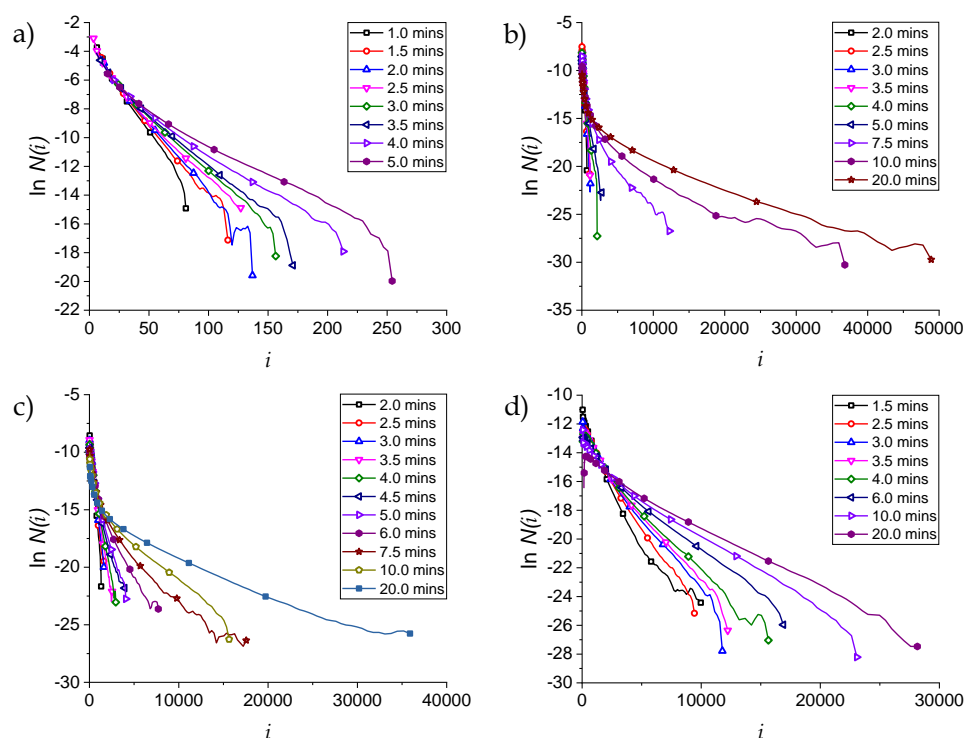 a)
ln N(i)
-2
-4
-6
-8
-10
-12
-14
-16
-18
-20
-22
0 50 100 150 200 250 300
i
1.0 mins
1.5 mins
2.0 mins
2.5 mins
3.0 mins
3.5 mins
4.0 mins
5.0 mins
b)
ln N(i)
-5
-10
-15
-20
-25
-30
-35
0 10000 20000 30000 40000 50000
i
2.0 mins
2.5 mins
3.0 mins
3.5 mins
4.0 mins
5.0 mins
7.5 mins
10.0 mins
20.0 mins
c)
ln N(i)
-5
-10
-15
-20
-25
-30
0 10000 20000 30000 40000
i
2.0 mins
2.5 mins
3.0 mins
3.5 mins
4.0 mins
4.5 mins
5.0 mins
6.0 mins
7.5 mins
10.0 mins
20.0 mins
d)
ln N(i)
-10
-12
-14
-16
-18
-20
-22
-24
-26
-28
-30
0 10000 20000 30000
i
1.5 mins
2.5 mins
3.0 mins
3.5 mins
4.0 mins
6.0 mins
10.0 mins
20.0 mins